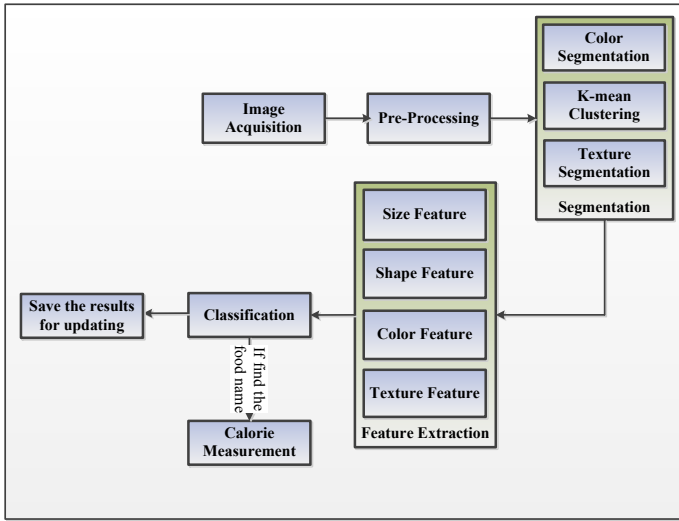 Image
Acquisition
Pre-Processing
Color
Segmentation
K-mean
Clustering
Texture
Segmentation
Segmentation
Size Feature
Shape Feature
Color Feature
Texture Feature
Feature Extraction
Classification
Save the results
for updating
If find the
food name
Calorie
Measurement